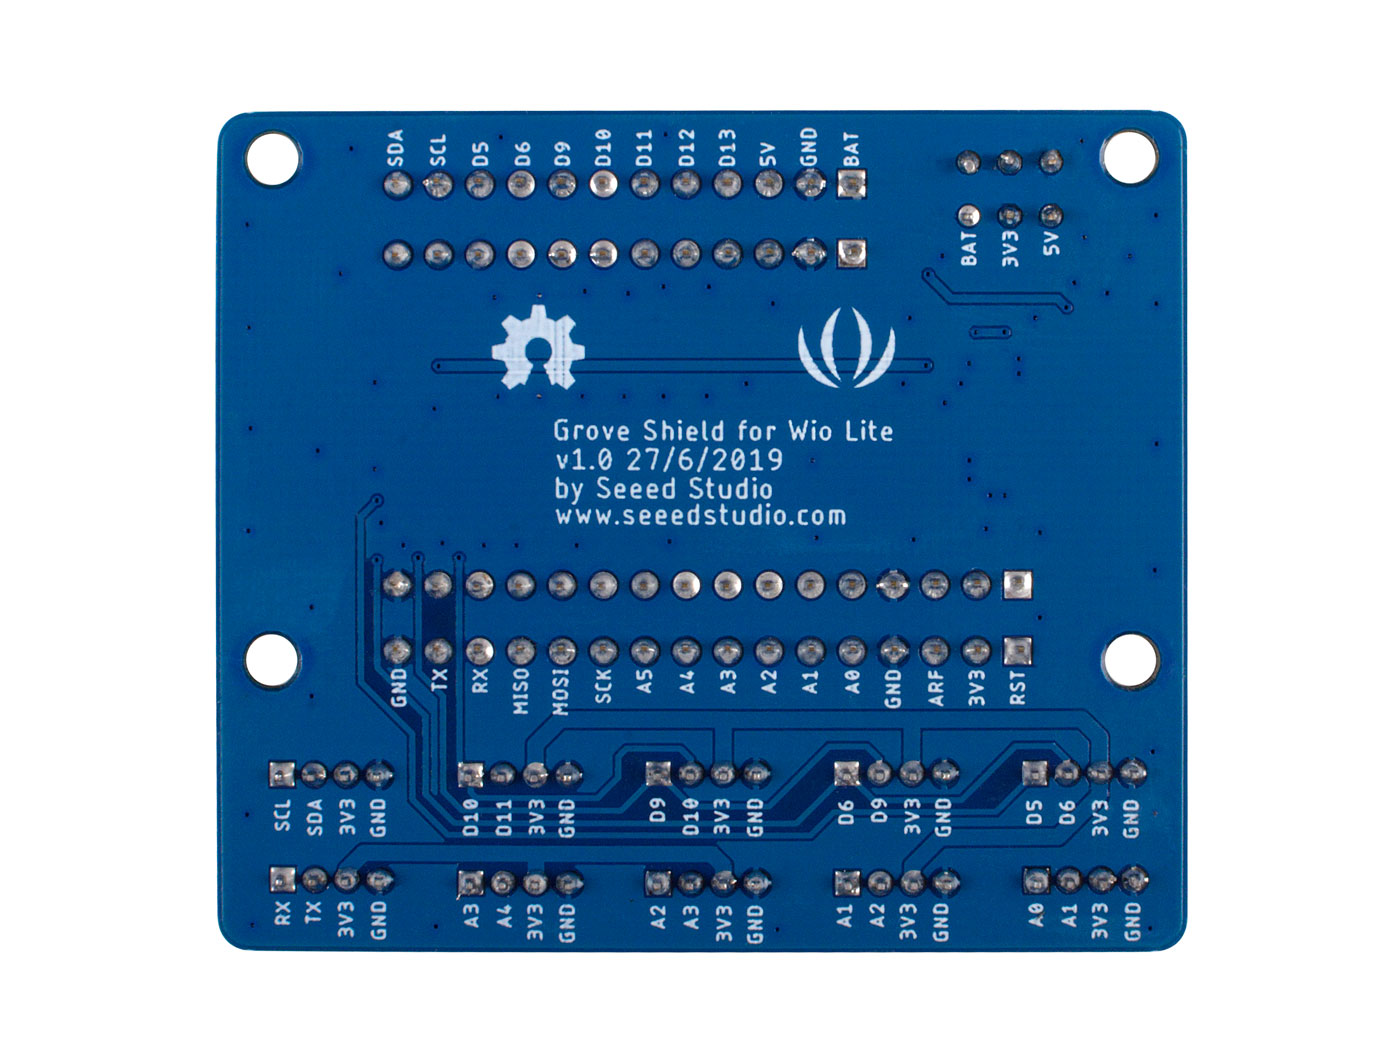 SDA SCL D5 D6 D9 D10 D11 D12 D13 5V GND BAT
BAT 3V3 5V
Grove Shield for Wio Lite
v1.0 27/6/2019
by Seeed Studio
www.seeedstudio.com
GND TX RX MISO MOSI SCK A5 A4 A3 A2 A1 A0 GND ARF 3V3 RST
SCL SDA 3V3 GND D10 D11 3V3 GND D9 D10 3V3 GND D6 D9 3V3 GND D5 D6 3V3 GND
RX TX 3V3 GND A3 A4 3V3 GND A2 A3 3V3 GND A1 A2 3V3 GND A0 A1 3V3 GND